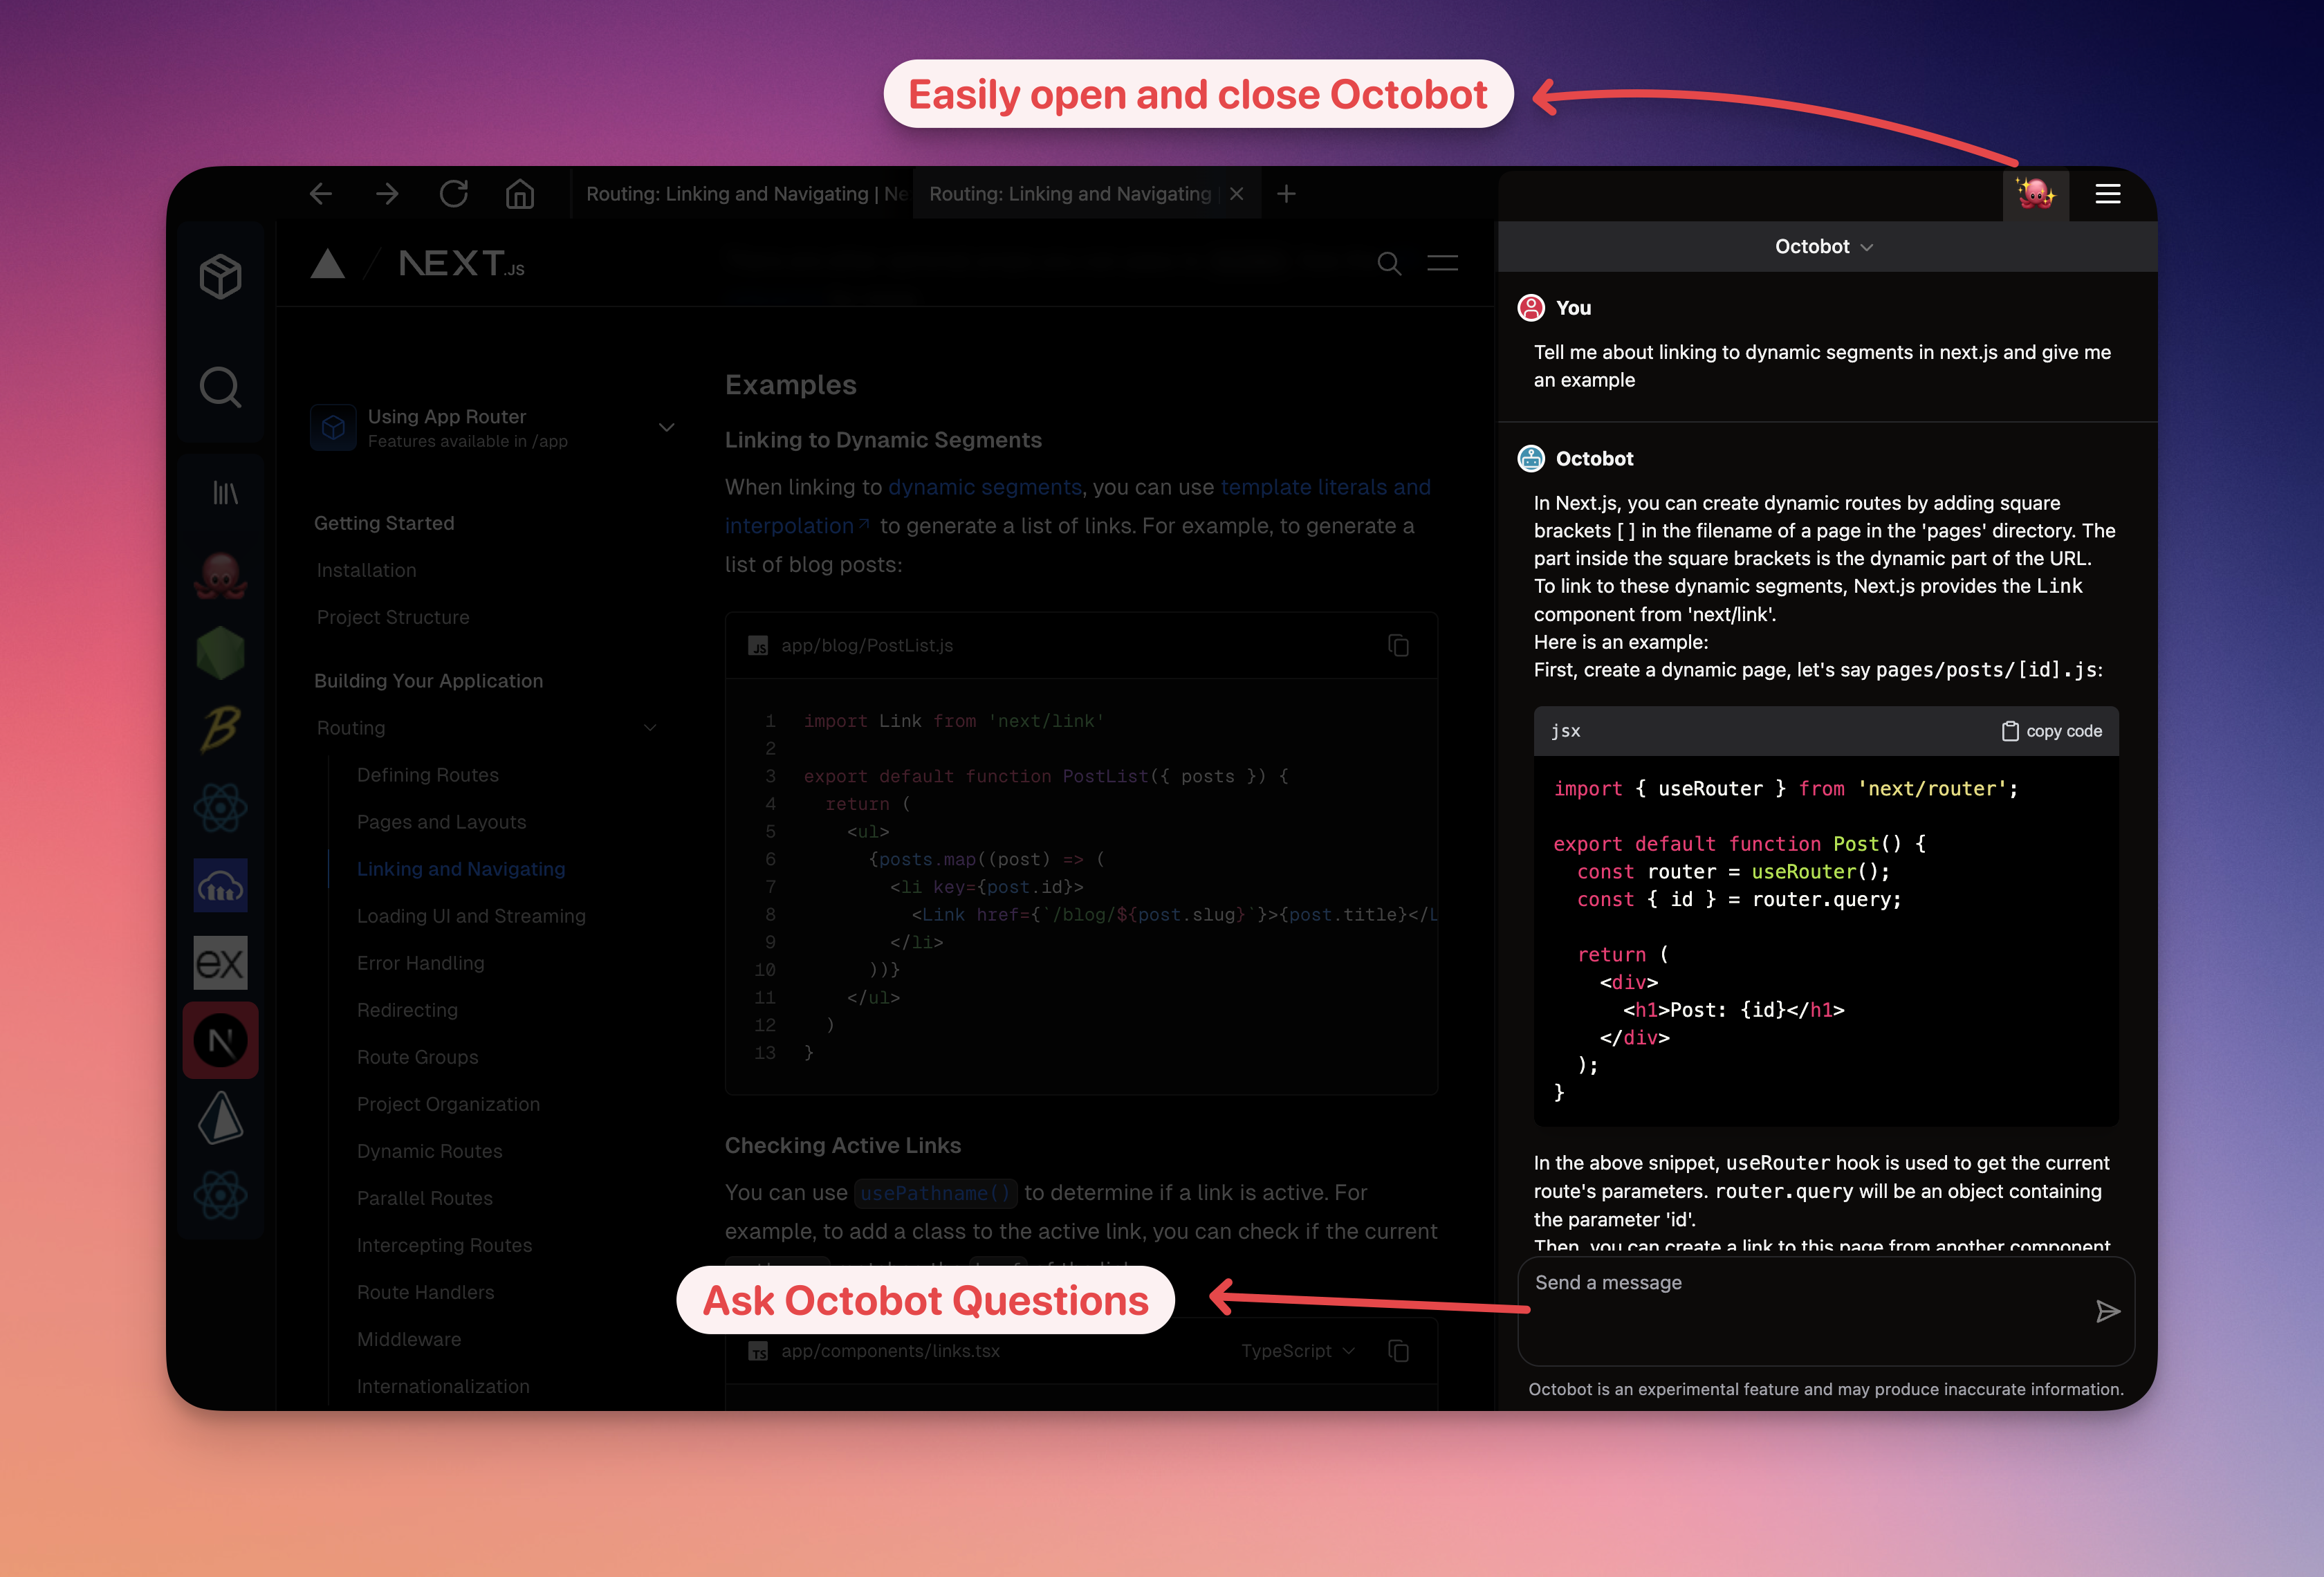 Easily open and close Octobot
Routing: Linking and Navigating | Ne
Routing: Linking and Navigating
NEXT.JS
Using App Router
Features available in /app
Getting Started
Installation
Project Structure
Building Your Application
Routing
Defining Routes
Pages and Layouts
Linking and Navigating
Loading UI and Streaming
Error Handling
Redirecting
Route Groups
Project Organization
Dynamic Routes
Parallel Routes
Intercepting Routes
Route Handlers
Middleware
Internationalization
ex
N
Examples
Linking to Dynamic Segments
When linking to dynamic segments, you can use template literals and
interpolation to generate a list of links. For example, to generate a
list of blog posts:
JS app/blog/PostList.js
1 import Link from 'next/link'
2
3 export default function PostList({ posts }) {
4 return (
5 <ul>
6 {posts.map((post) => (
7 <li key={post.id}>
8 <Link href={`/blog/${post.slug}`}>{post.title}</L
9 </li>
10 ))}
11 </ul>
12 )
13 }
Checking Active Links
You can use usePathname() to determine if a link is active. For
example, to add a class to the active link, you can check if the current
Ask Octobot Questions
TS app/components/links.tsx TypeScript
Octobot
You
Tell me about linking to dynamic segments in next.js and give me
an example
Octobot
In Next.js, you can create dynamic routes by adding square
brackets [ ] in the filename of a page in the 'pages' directory. The
part inside the square brackets is the dynamic part of the URL.
To link to these dynamic segments, Next.js provides the Link
component from 'next/link'.
Here is an example:
First, create a dynamic page, let's say pages/posts/[id].js:
jsx copy code
import { useRouter } from 'next/router';
export default function Post() {
const router = useRouter();
const { id } = router.query;
return (
<div>
<h1>Post: {id}</h1>
</div>
);
}
In the above snippet, useRouter hook is used to get the current
route's parameters. router.query will be an object containing
the parameter 'id'.
Then, you can create a link to this page from another component
Send a message
Octobot is an experimental feature and may produce inaccurate information.